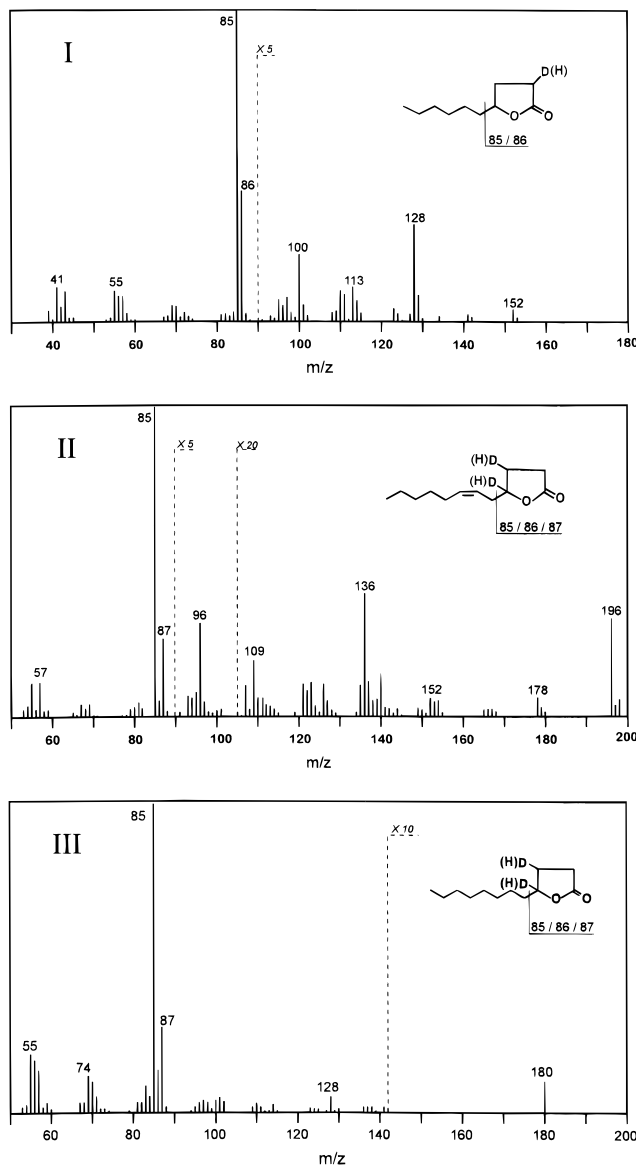 I
85
X 5
D(H)
O
O
85 / 86
86
41
55
100
113
128
152
40 60 80 100 120 140 160 180
m/z
II
85
X 5
X 20
(H)D
(H)D
O
O
85 / 86 / 87
136
196
96
87
109
57
152
178
60 80 100 120 140 160 180 200
m/z
III
85
X 10
(H)D
(H)D
O
O
85 / 86 / 87
87
55
74
128
180
60 80 100 120 140 160 180 200
m/z